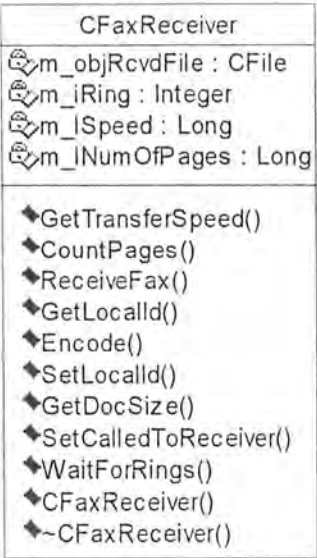 CFaxReceiver
m_objRcvdFile : CFile
m_iRing : Integer
m_lSpeed : Long
m_lNumOfPages : Long
GetTransferSpeed()
CountPages()
ReceiveFax()
GetLocalId()
Encode()
SetLocalId()
GetDocSize()
SetCalledToReceiver()
WaitForRings()
CFaxReceiver()
~CFaxReceiver()